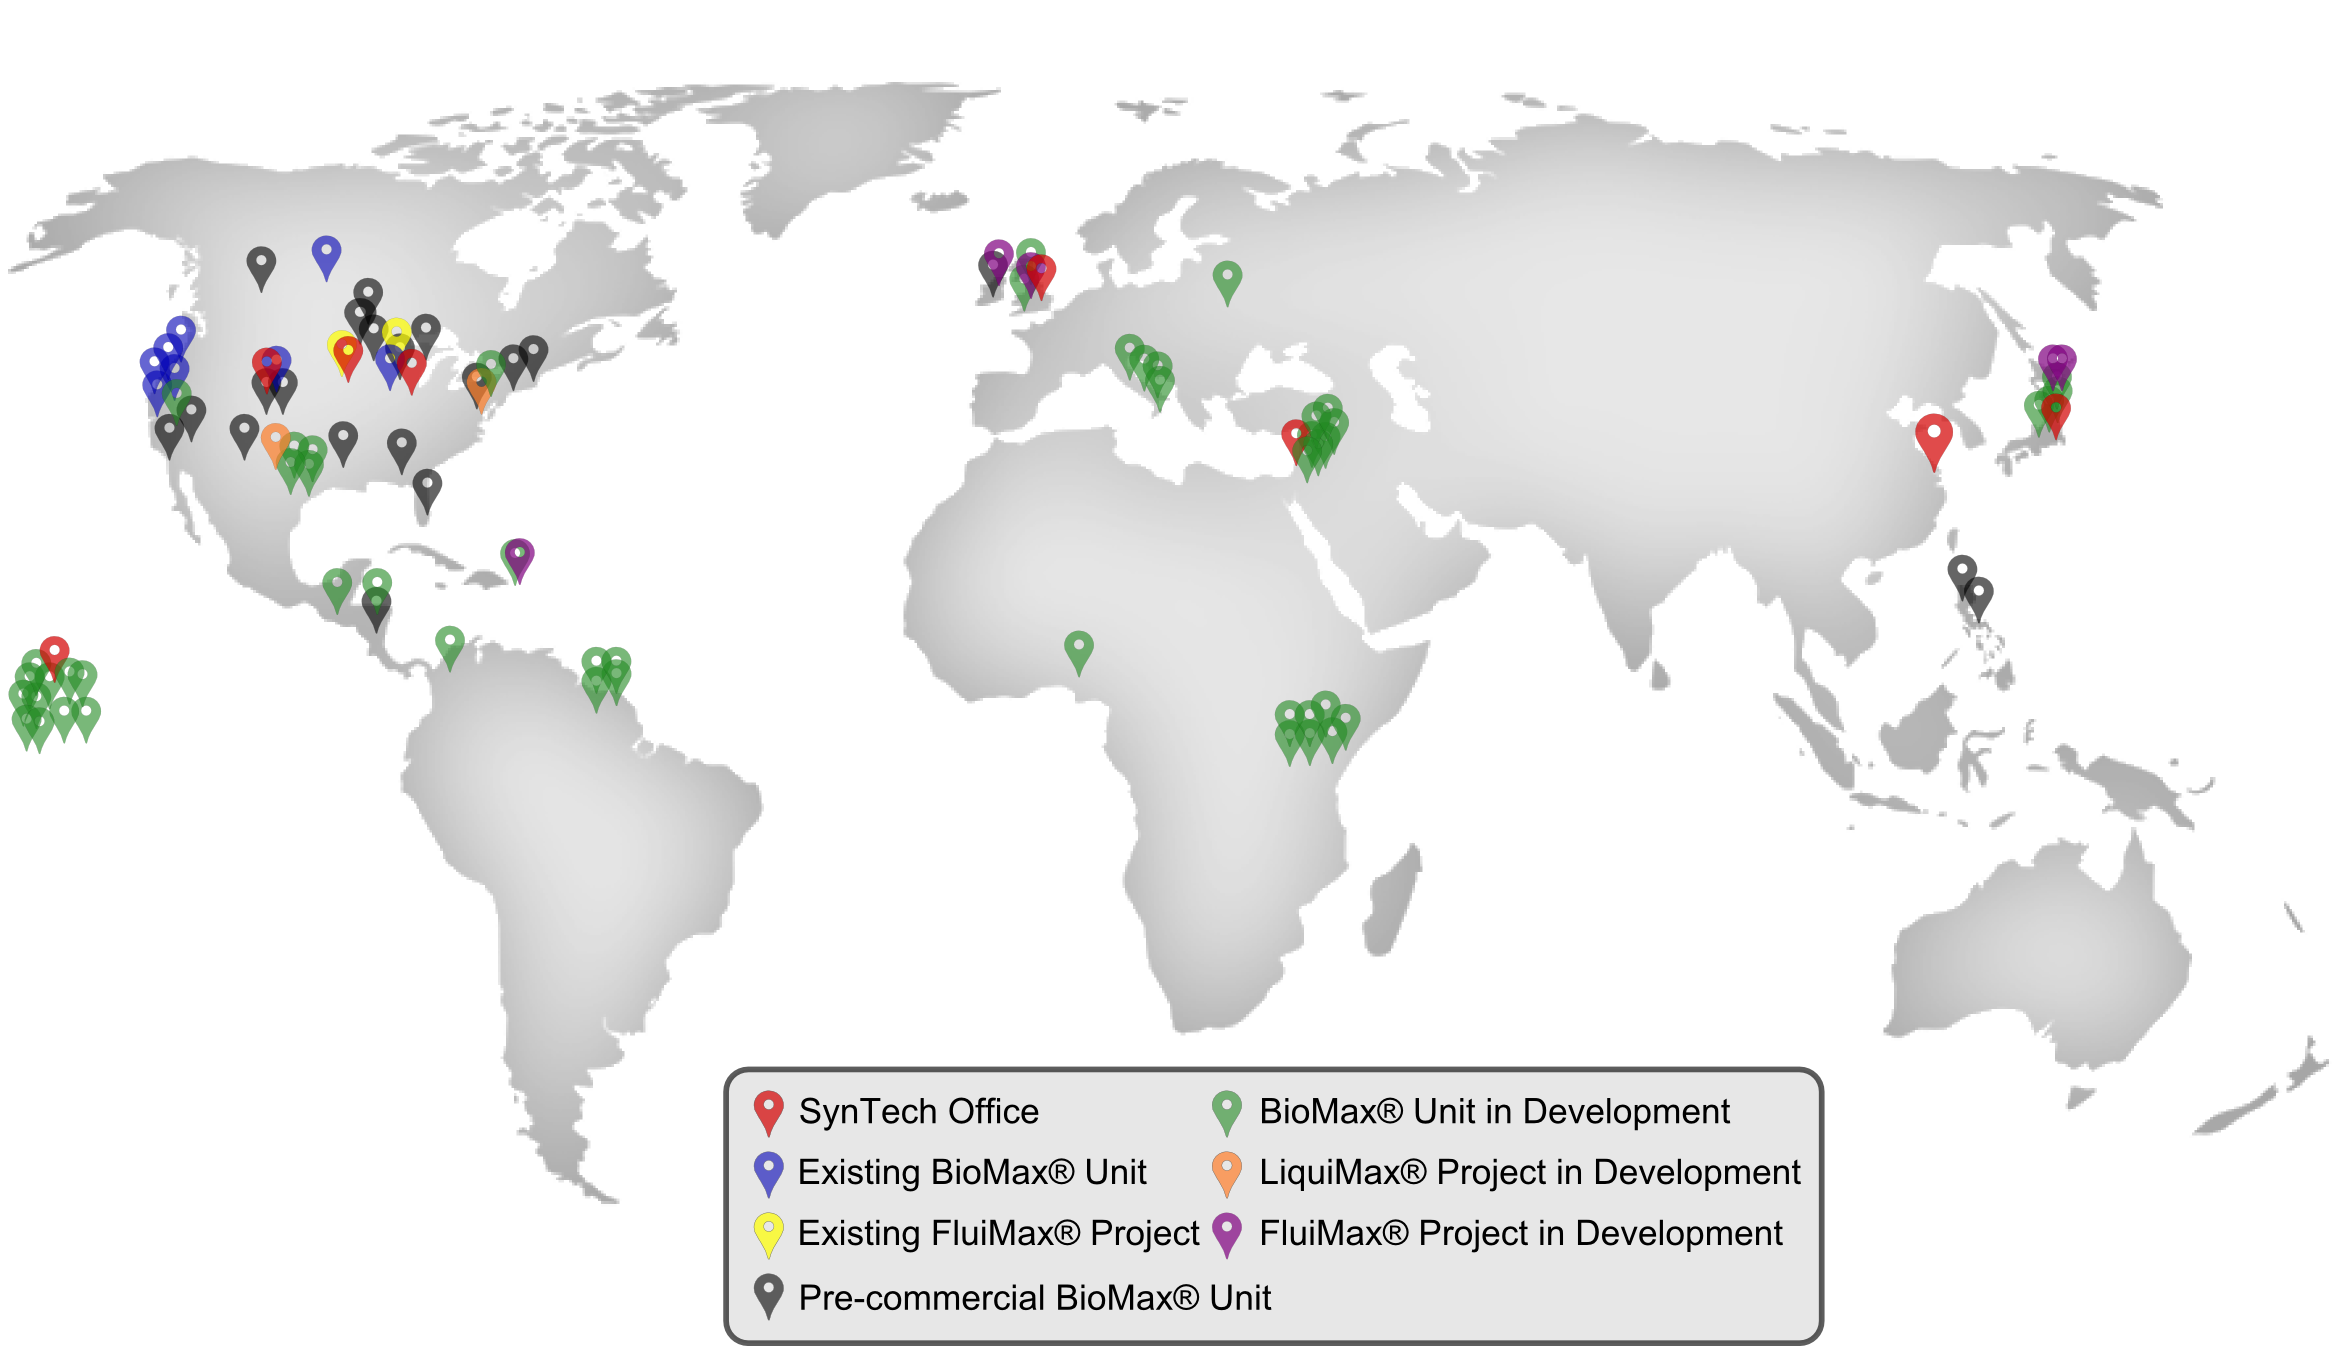 SynTech Office
BioMax® Unit in Development
Existing BioMax® Unit
LiquiMax® Project in Development
Existing FluiMax® Project
FluiMax® Project in Development
Pre-commercial BioMax® Unit